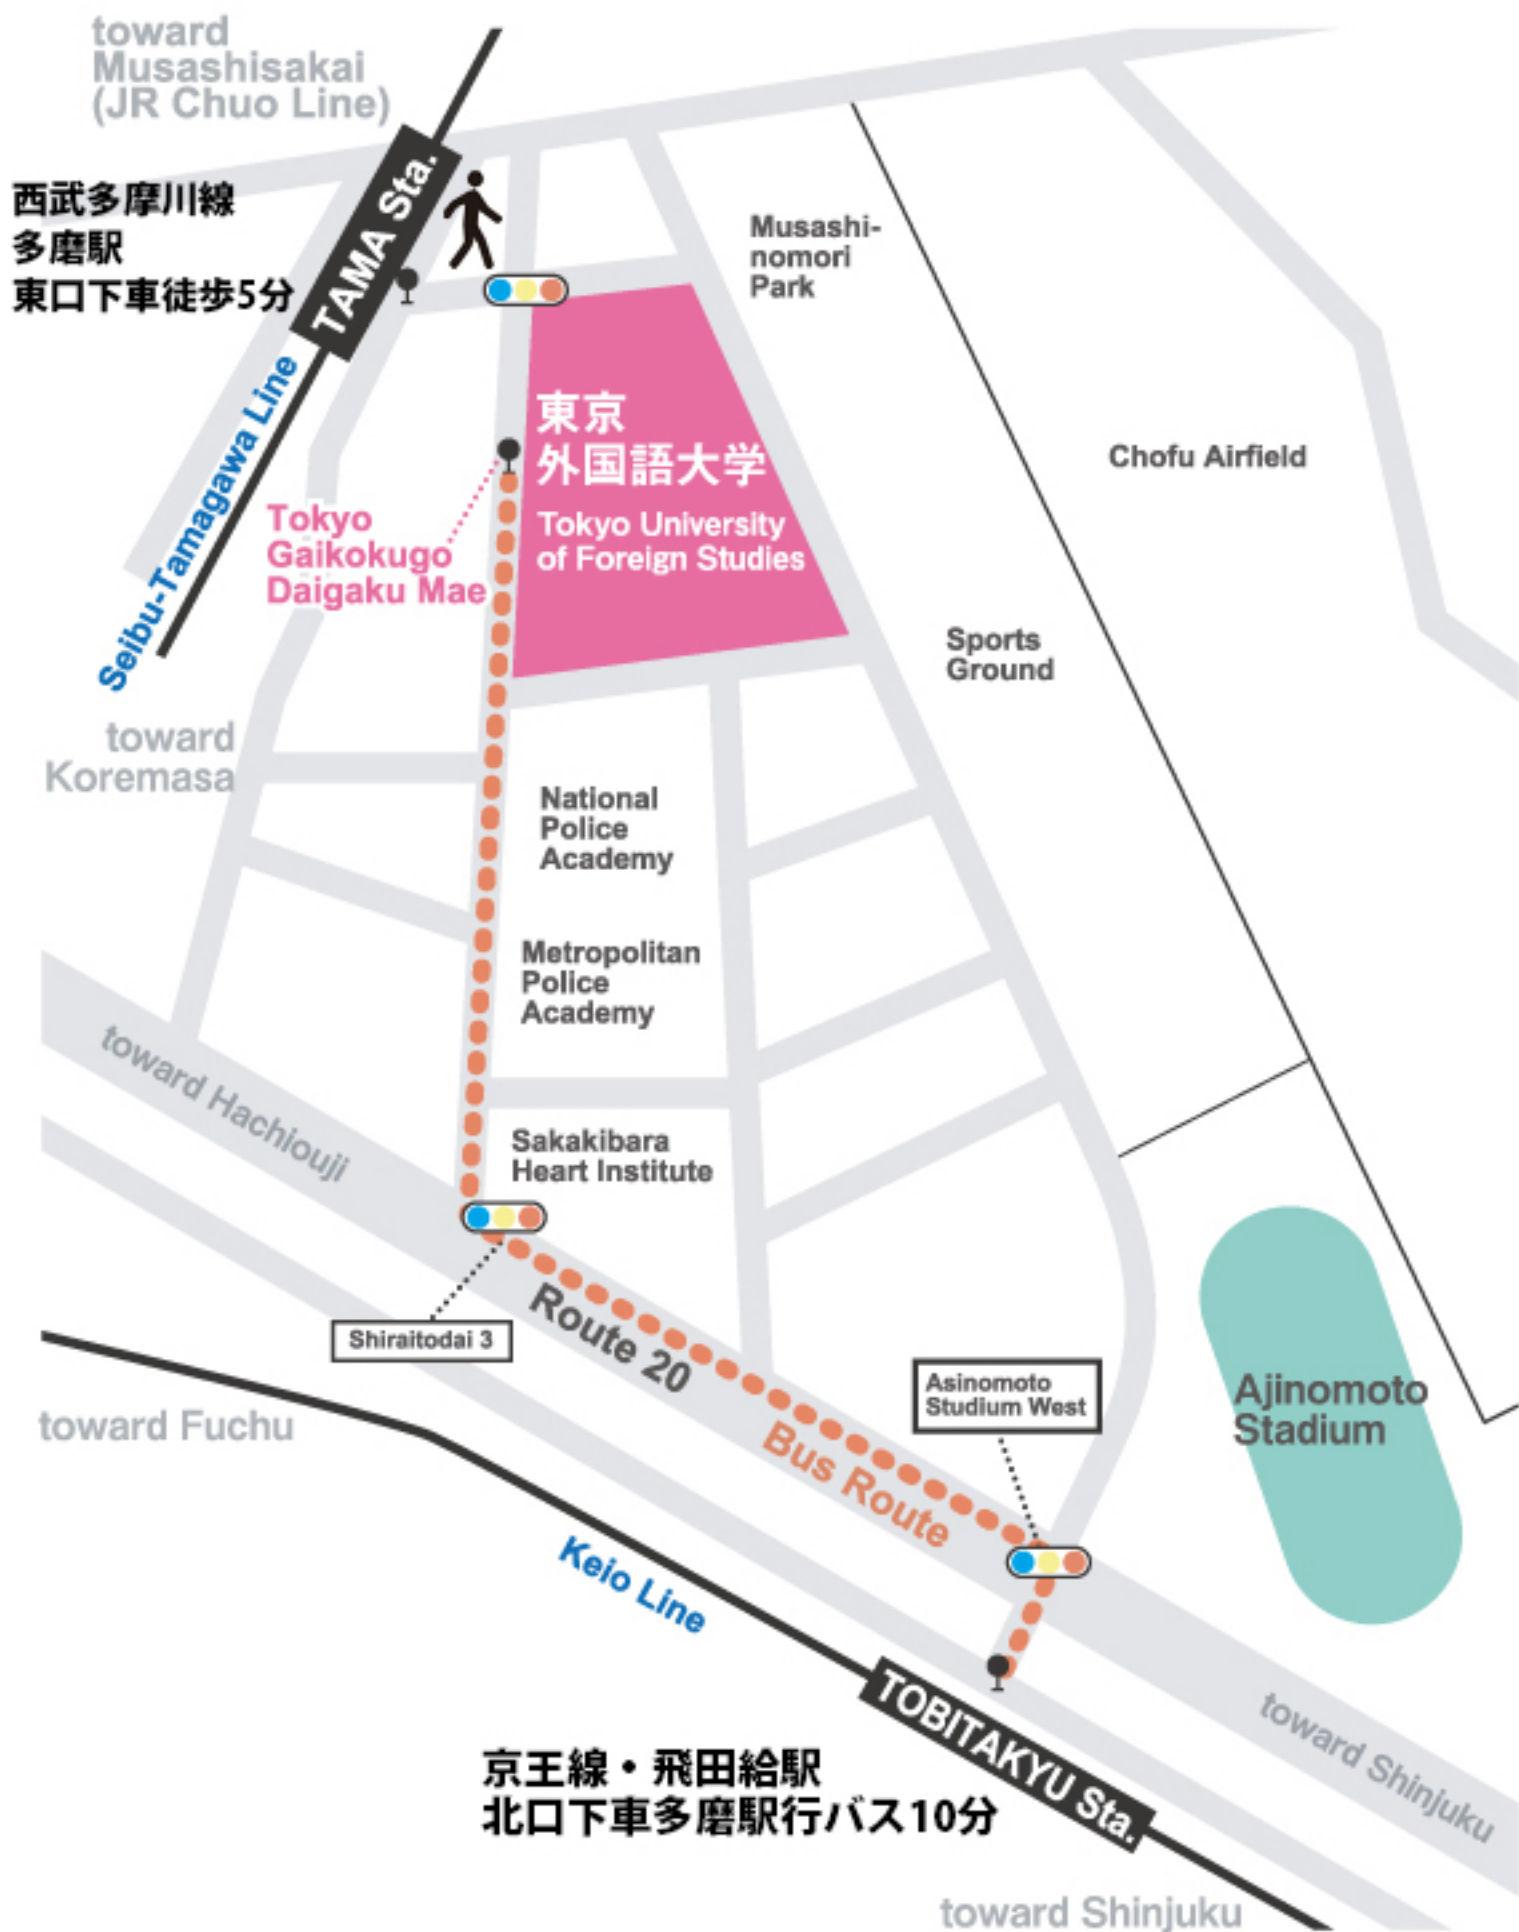 toward
Musashisakai
(JR Chuo Line)
TAMA Sta.
西武多摩川線
多磨駅
東口下車徒歩5分
Musashi-
nomori
Park
Seibu-Tamagawa Line
東京
外国語大学
Tokyo University
of Foreign Studies
Chofu Airfield
Tokyo
Gaikokugo
Daigaku Mae
Sports
Ground
toward
Koremasa
National
Police
Academy
Metropolitan
Police
Academy
toward Hachiouji
Sakakibara
Heart Institute
Shiraitodai 3
Route 20
Asinomoto
Studium West
Ajinomoto
Stadium
toward Fuchu
Bus Route
Keio Line
TOBITAKYU Sta.
toward Shinjuku
京王線・飛田給駅
北口下車多磨駅行バス10分
toward Shinjuku